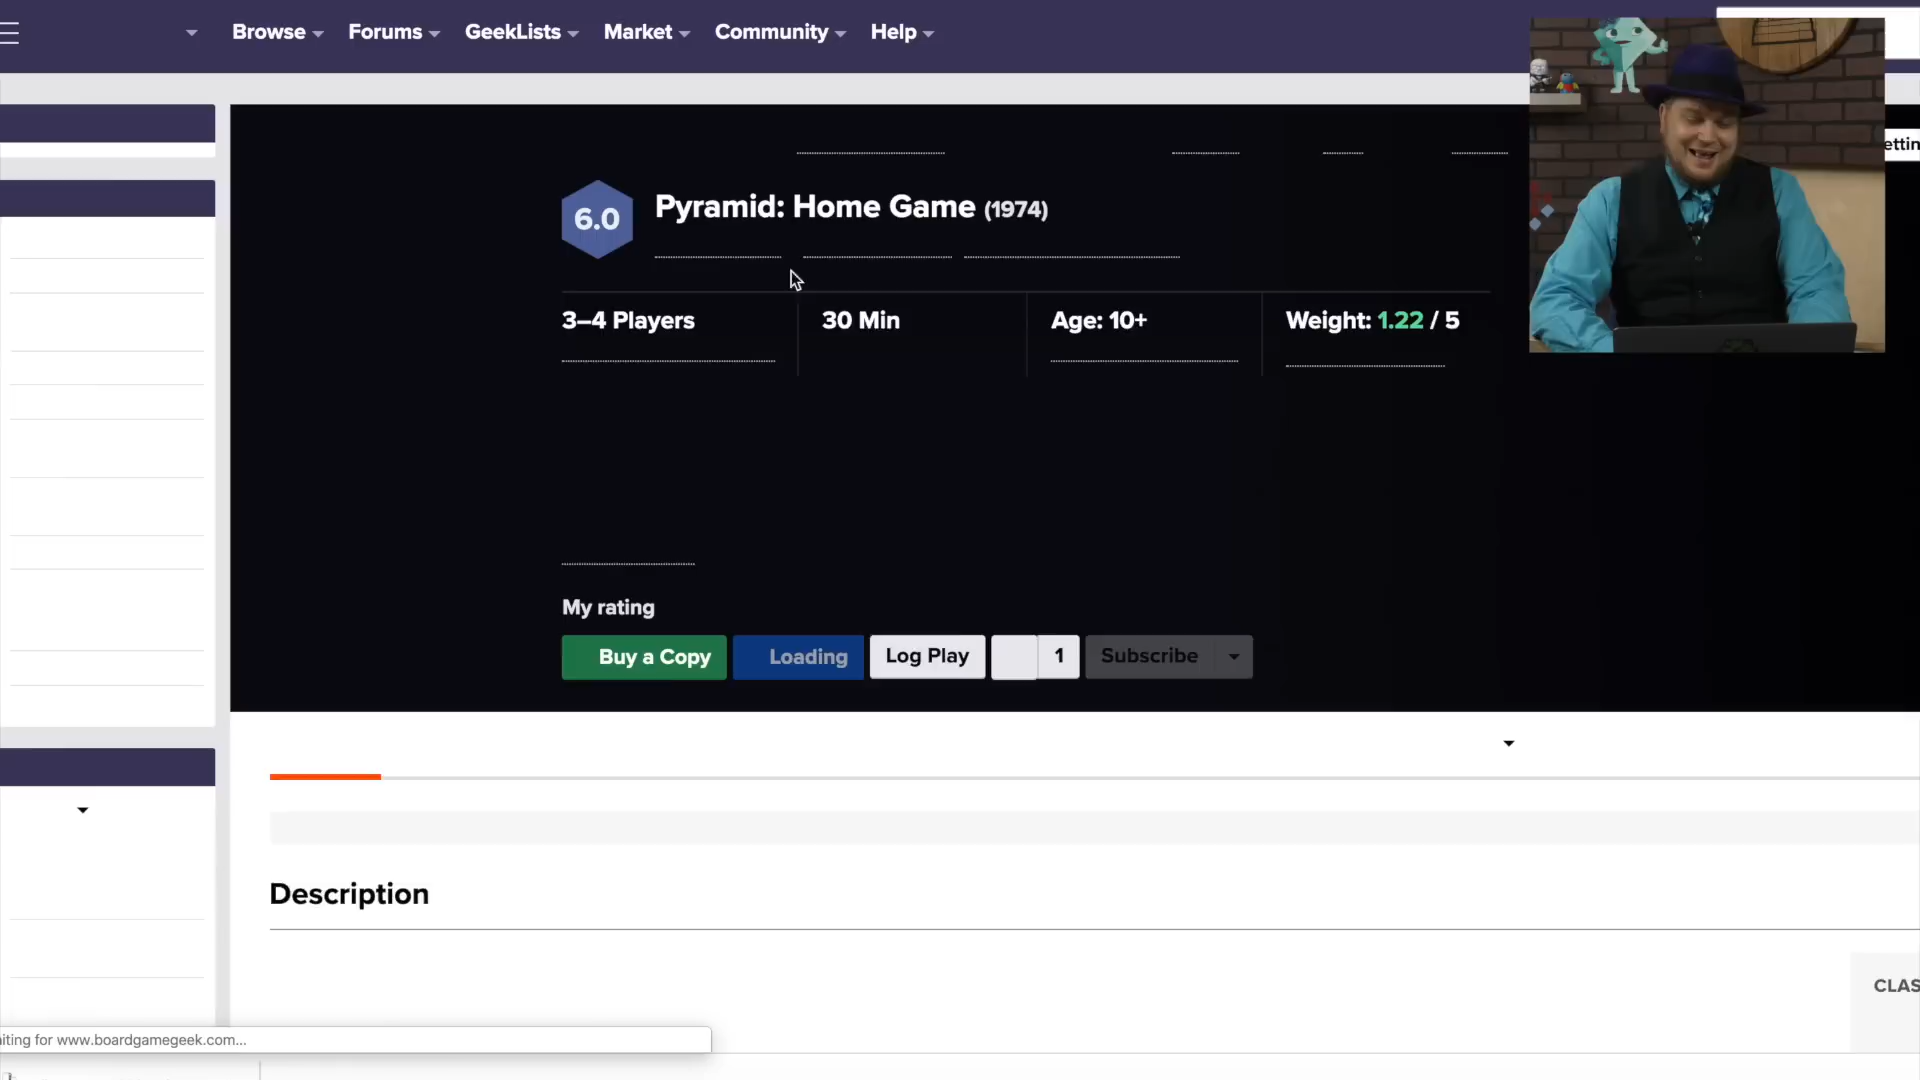 Browse Forums GeekLists Market Community Help
ettin
6.0
Pyramid: Home Game (1974)
3–4 Players
30 Min
Age: 10+
Weight: 1.22 / 5
My rating
Buy a Copy
Loading
Log Play
1
Subscribe
Description
CLAS
iting for www.boardgamegeek.com...